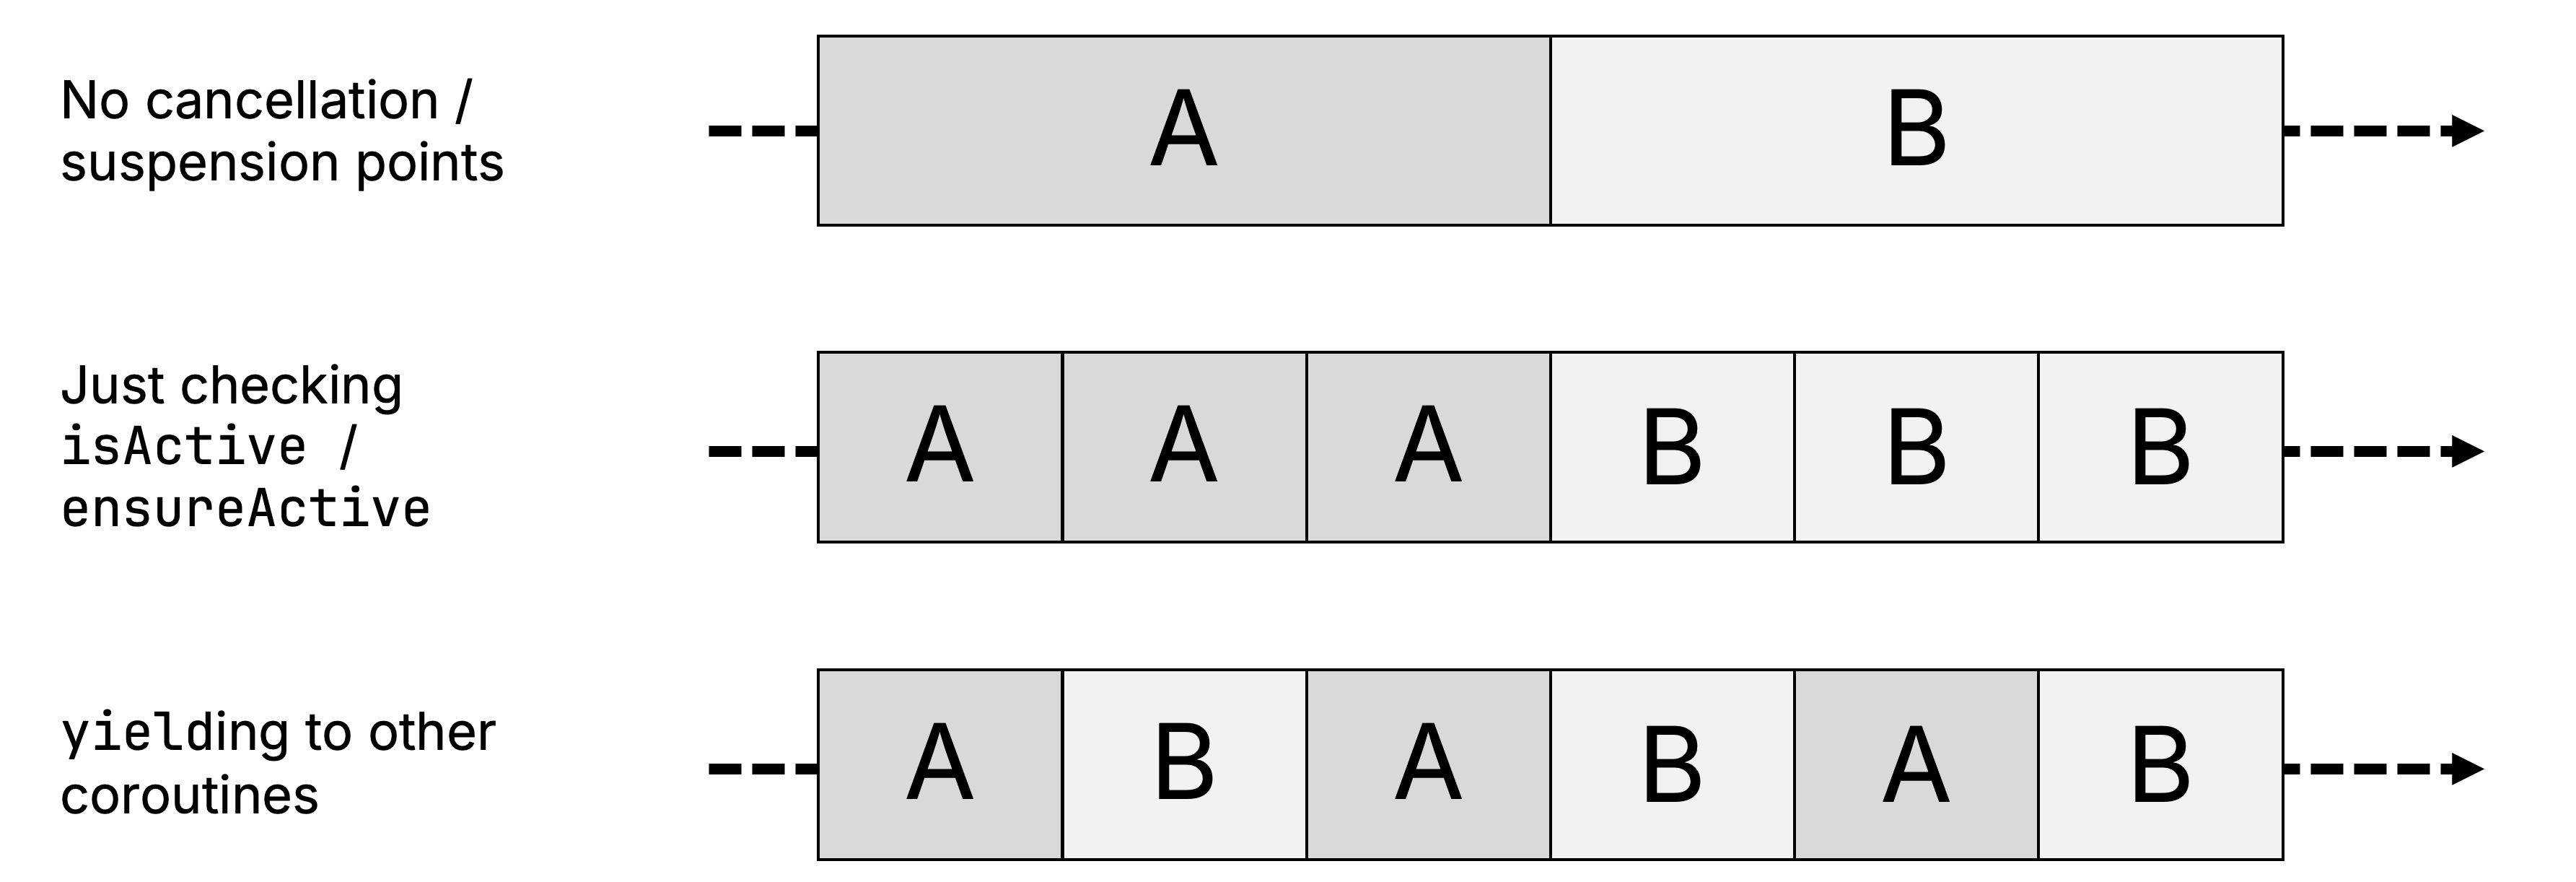 No cancellation /
suspension points
A B
Just checking
isActive /
ensureActive
A A A B B B
yielding to other
coroutines
A B A B A B